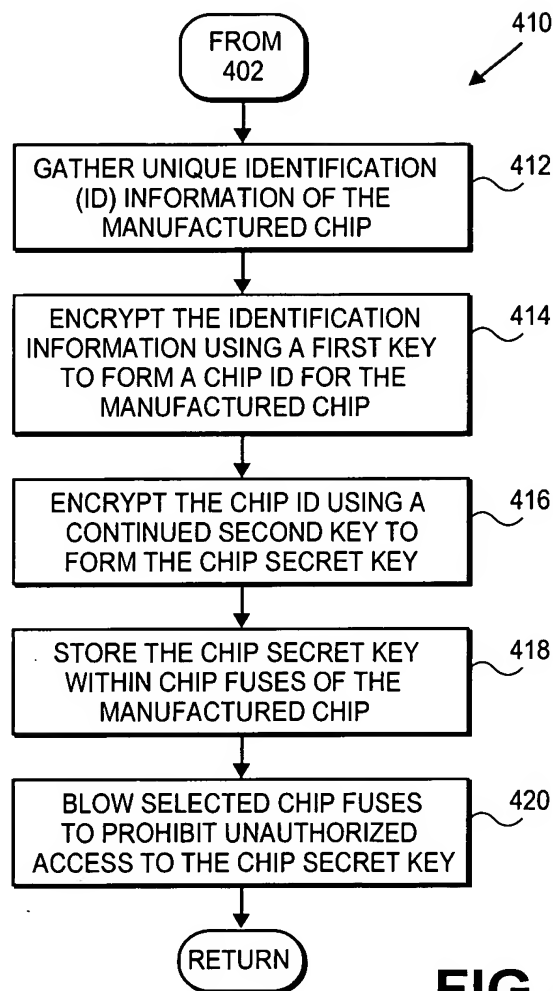 FROM
402
410
GATHER UNIQUE IDENTIFICATION
(ID) INFORMATION OF THE
MANUFACTURED CHIP
412
ENCRYPT THE IDENTIFICATION
INFORMATION USING A FIRST KEY
TO FORM A CHIP ID FOR THE
MANUFACTURED CHIP
414
ENCRYPT THE CHIP ID USING A
CONTINUED SECOND KEY TO
FORM THE CHIP SECRET KEY
416
STORE THE CHIP SECRET KEY
WITHIN CHIP FUSES OF THE
MANUFACTURED CHIP
418
BLOW SELECTED CHIP FUSES
TO PROHIBIT UNAUTHORIZED
ACCESS TO THE CHIP SECRET KEY
420
RETURN
FIG